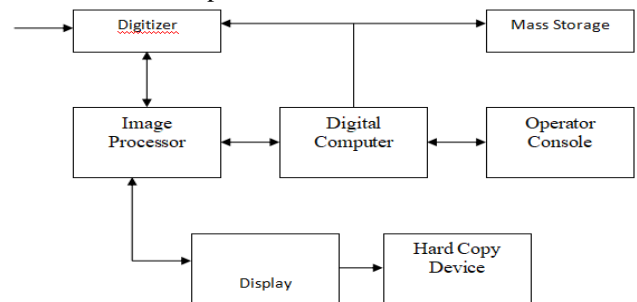 Digitizer
Mass Storage
Image
Processor
Digital
Computer
Operator
Console
Display
Hard Copy
Device